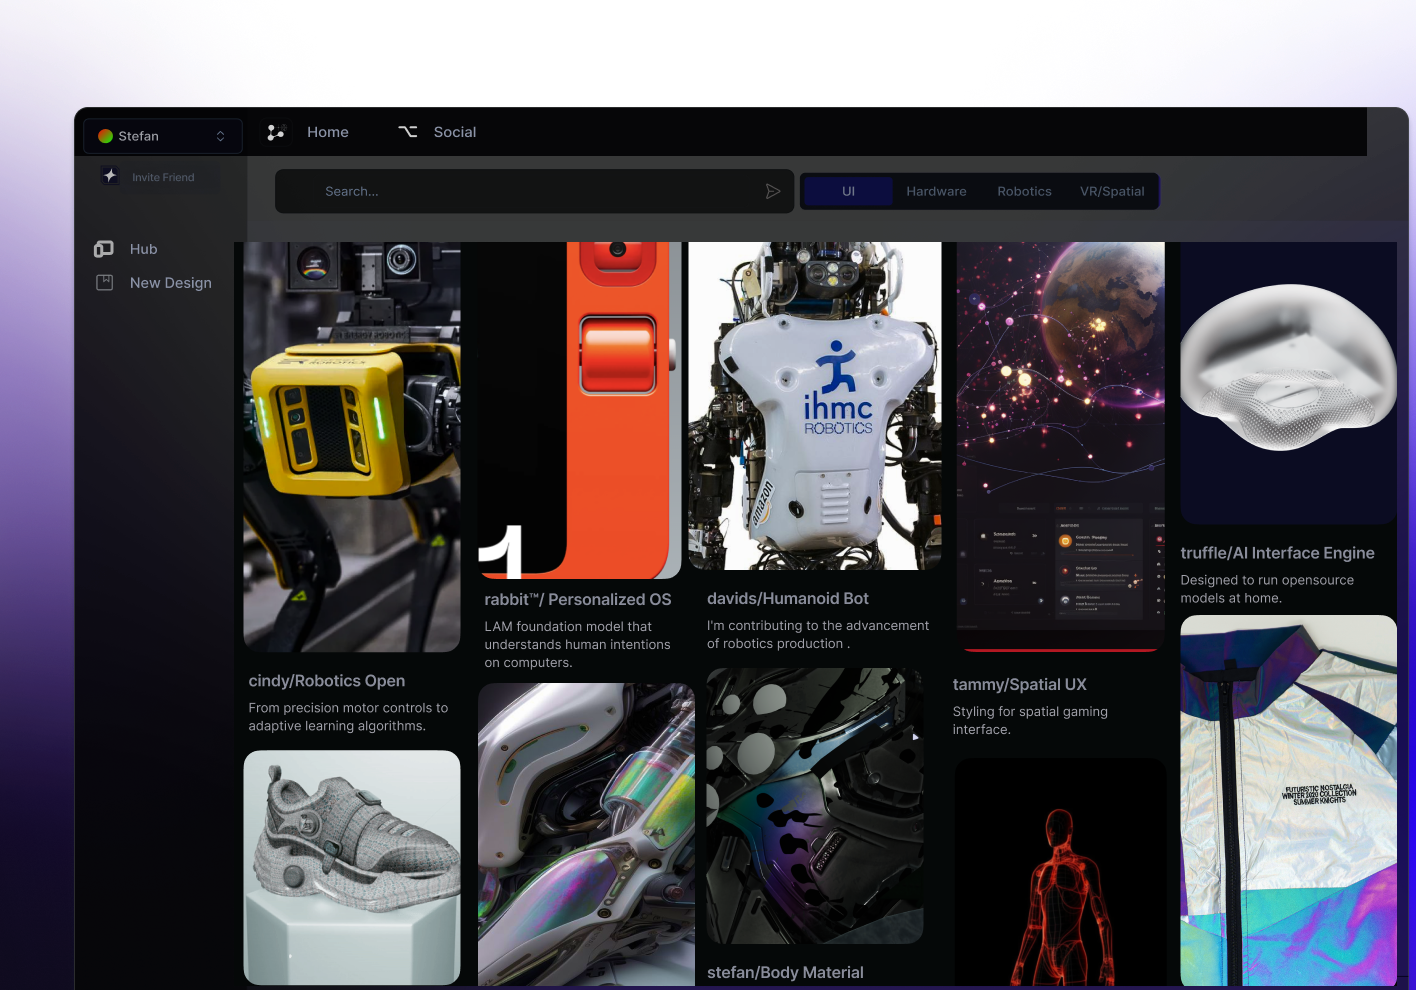 Stefan
Home
Social
Invite Friend
Search...
UI
Hardware
Robotics
VR/Spatial
Hub
New Design
ROBOTICS
ihmc
ROBOTICS
amazon
1
cindy/Robotics Open
From precision motor controls to
adaptive learning algorithms.
rabbit™/ Personalized OS
LAM foundation model that
understands human intentions
on computers.
davids/Humanoid Bot
I'm contributing to the advancement
of robotics production .
tammy/Spatial UX
Styling for spatial gaming
interface.
truffle/AI Interface Engine
Designed to run opensource
models at home.
FUTURISTIC NOSTALGIA
WINTER 2020 COLLECTION
SUMMER KNIGHTS
stefan/Body Material